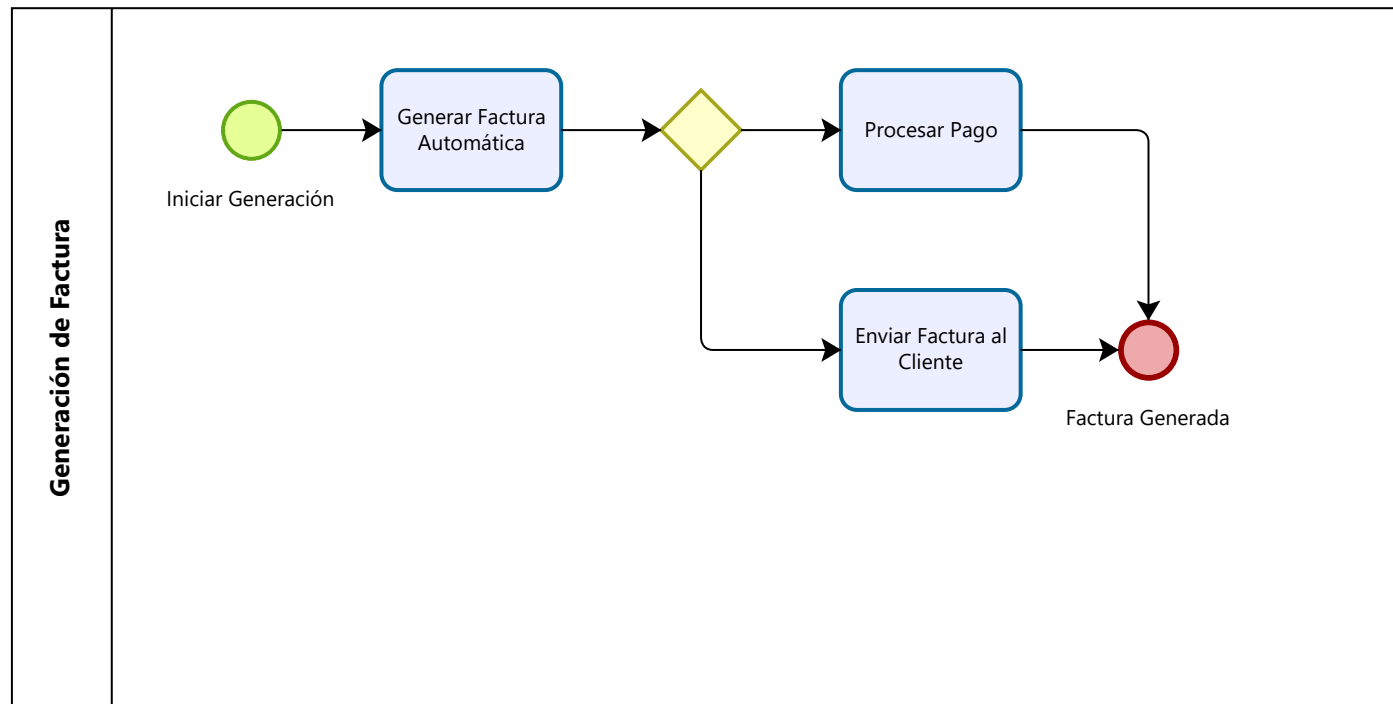 Generación de Factura
Iniciar Generación
Generar Factura
Automática
Procesar Pago
Enviar Factura al
Cliente
Factura Generada